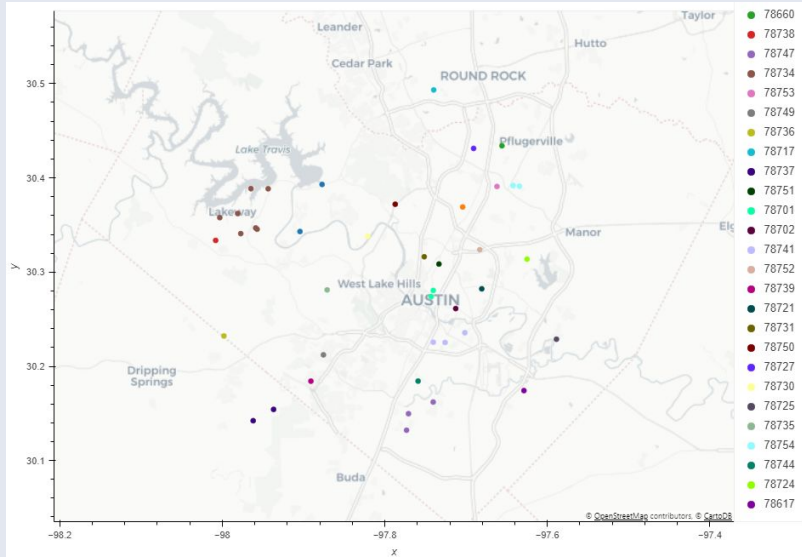 Leander
Taylor
Hutto
Cedar Park
ROUND ROCK
Pflugerville
Lake Travis
Lakeway
Manor
Elg
West Lake Hills
AUSTIN
Dripping
Springs
Buda
© OpenStreetMap contributors, © CartoDB
30.5
30.4
30.3
30.2
30.1
y
−98.2
−98
−97.8
−97.6
−97.4
x
78660
78738
78747
78734
78753
78749
78736
78717
78737
78751
78701
78702
78741
78752
78739
78721
78731
78750
78727
78730
78725
78735
78754
78744
78724
78617